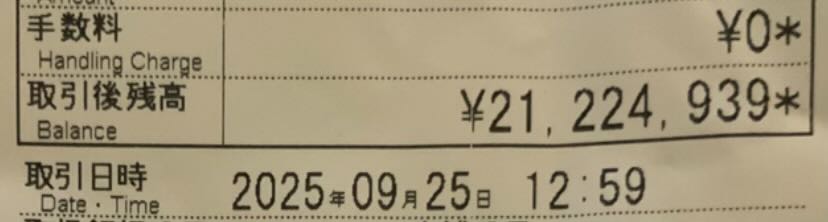 Amount
手数料 ¥0*
Handling Charge
取引後残高 ¥21,224,939*
Balance
取引日時 2025年09月25日 12:59
Date・Time